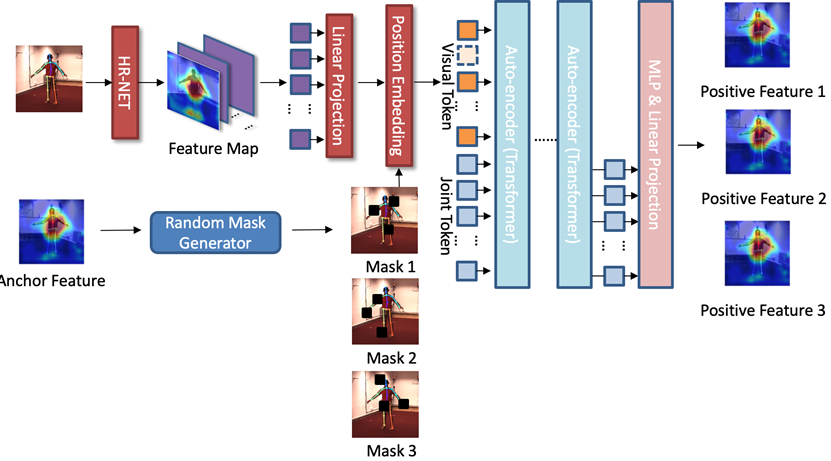 HR-NET
Feature Map
Linear Projection
Position Embedding
Visual Token
Joint Token
Auto-encoder (Transformer)
Auto-encoder (Transformer)
MLP & Linear Projection
Positive Feature 1
Positive Feature 2
Positive Feature 3
Anchor Feature
Random Mask
Generator
Mask 1
Mask 2
Mask 3